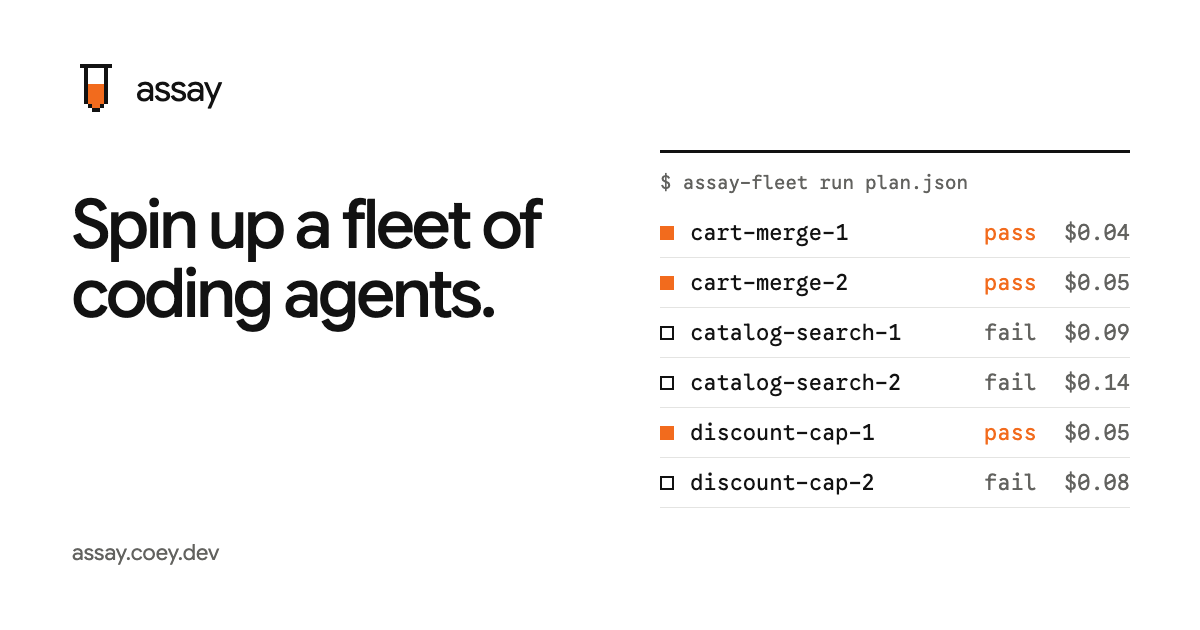 assay
Spin up a fleet of
coding agents.
assay.coey.dev
$ assay-fleet run plan.json
cart-merge-1 pass $0.04
cart-merge-2 pass $0.05
catalog-search-1 fail $0.09
catalog-search-2 fail $0.14
discount-cap-1 pass $0.05
discount-cap-2 fail $0.08